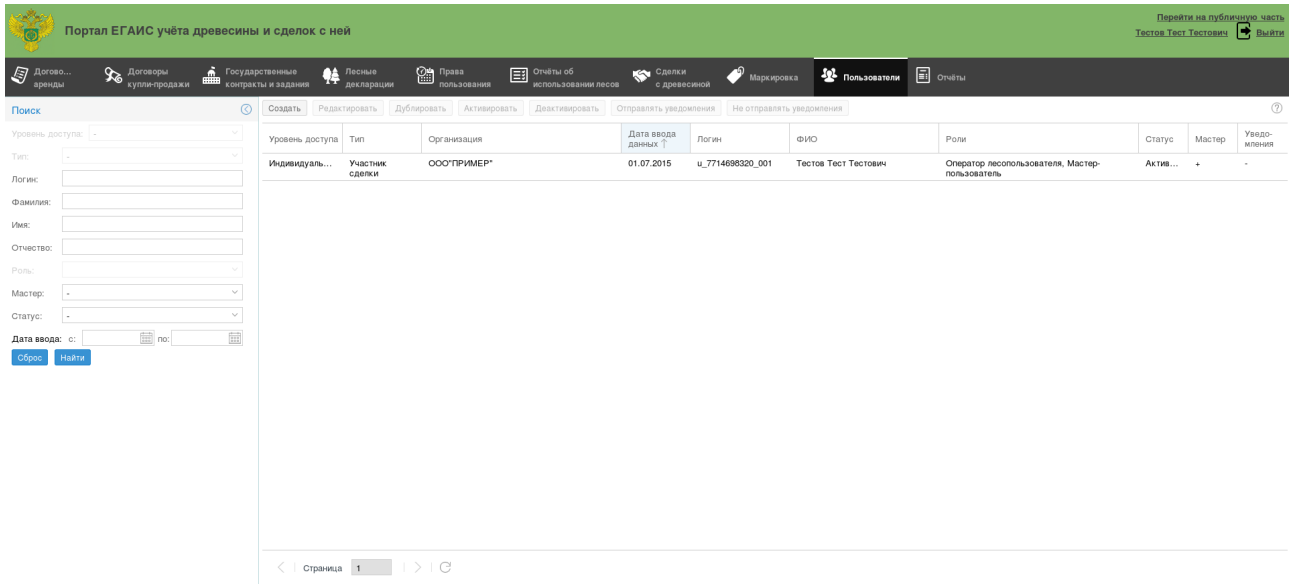 Перейти на публичную часть
Портал ЕГАИС учёта древесины и сделок с ней
Тестов Тест Тестович Выйти
Догово... аренды
Договоры купли-продажи
Государственные контракты и задания
Лесные декларации
Права пользования
Отчёты об использовании лесов
Сделки с древесиной
Маркировка
Пользователи
Отчёты
Поиск
Создать Редактировать Дублировать Активировать Деактивировать Отправлять уведомления Не отправлять уведомления
Уровень доступа: -
Тип: -
Логин:
Фамилия:
Имя:
Отчество:
Роль:
Мастер: -
Статус: -
Дата ввода: с: по:
Сброс Найти
Уровень доступа Тип Организация Дата ввода данных ↑ Логин ФИО Роли Статус Мастер Уведо-мления
Индивидуаль... Участник сделки ООО"ПРИМЕР" 01.07.2015 u_7714698320_001 Тестов Тест Тестович Оператор лесопользователя, Мастер-пользователь Актив... + -
Страница 1